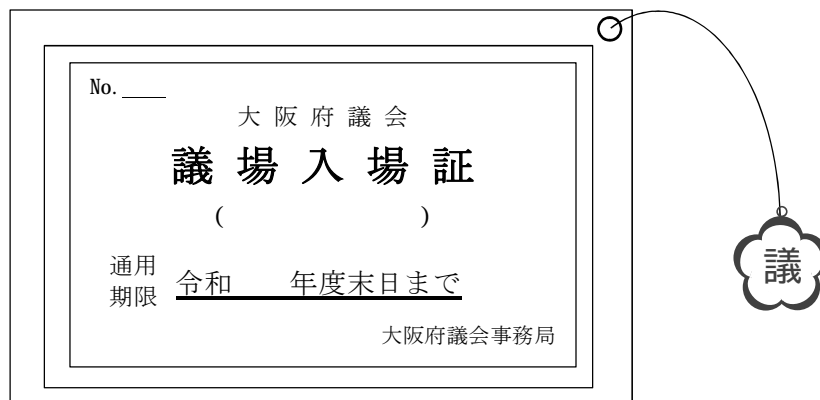 No.____
大阪府議会
議場入場証
(　　　　　　　)
通用
期限
令和　　年度末日まで
大阪府議会事務局
議